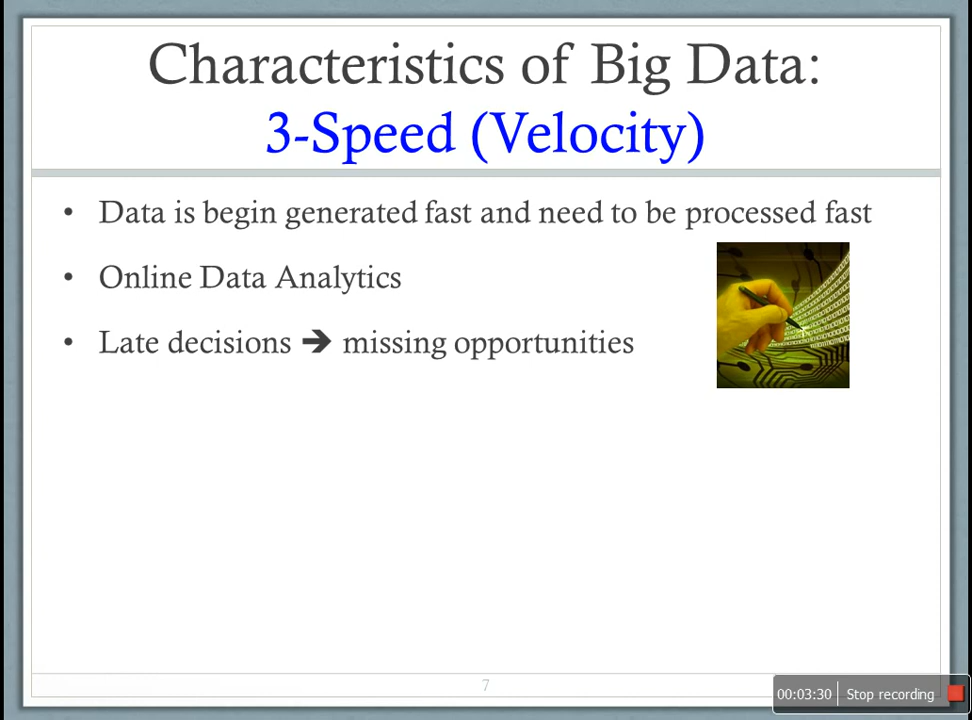 Characteristics of Big Data:
3-Speed (Velocity)
• Data is begin generated fast and need to be processed fast
• Online Data Analytics
• Late decisions ➔ missing opportunities
7
00:03:30 Stop recording